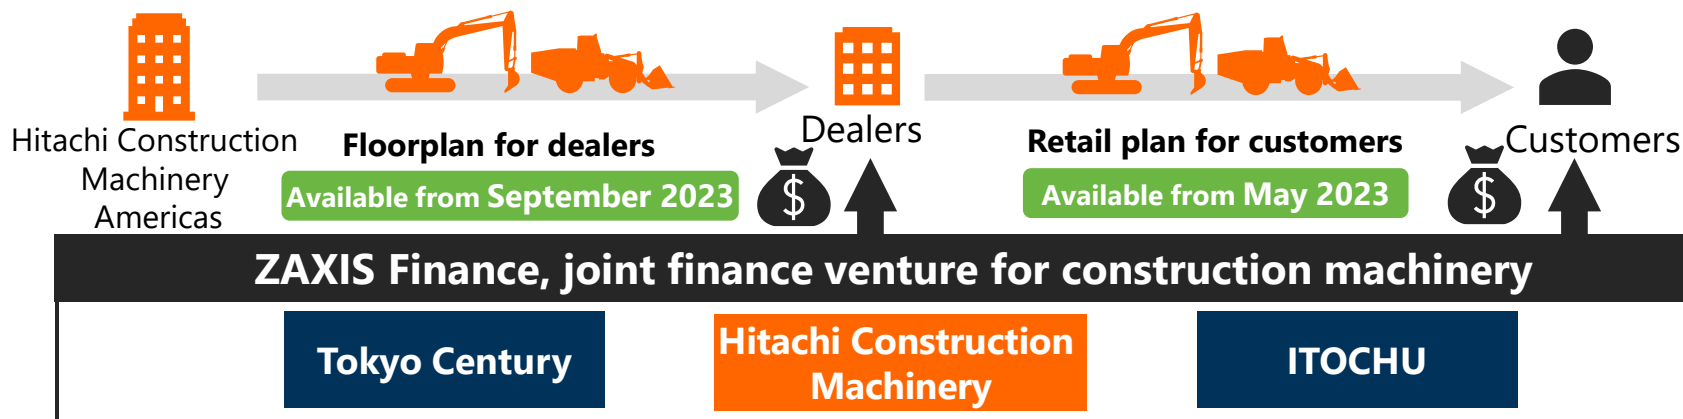 Hitachi Construction
Machinery
Americas
Floorplan for dealers
Available from September 2023
$
Dealers
Retail plan for customers
Available from May 2023
$
Customers
ZAXIS Finance, joint finance venture for construction machinery
Tokyo Century
Hitachi Construction
Machinery
ITOCHU